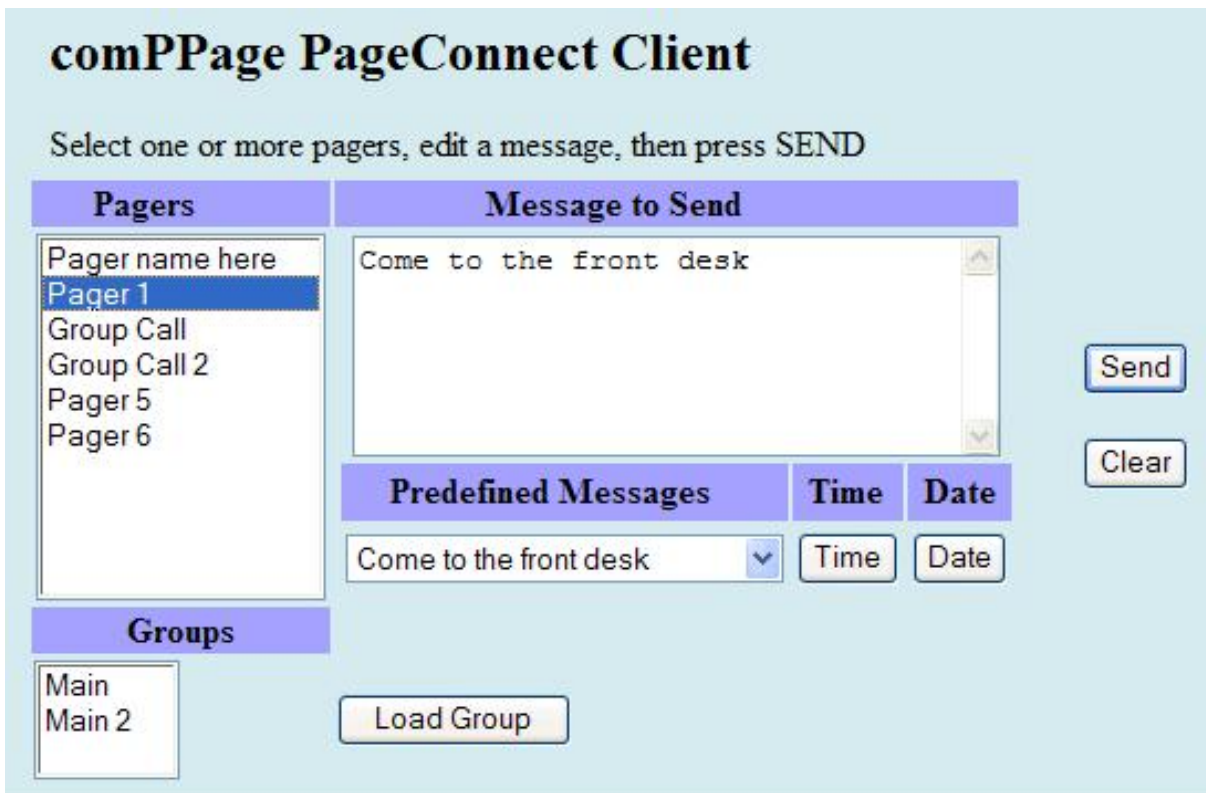 comPPage PageConnect Client
Select one or more pagers, edit a message, then press SEND
Pagers
Message to Send
Pager name here
Pager 1
Group Call
Group Call 2
Pager 5
Pager 6
Come to the front desk
Send
Clear
Predefined Messages
Time
Date
Come to the front desk
Time
Date
Groups
Main
Main 2
Load Group